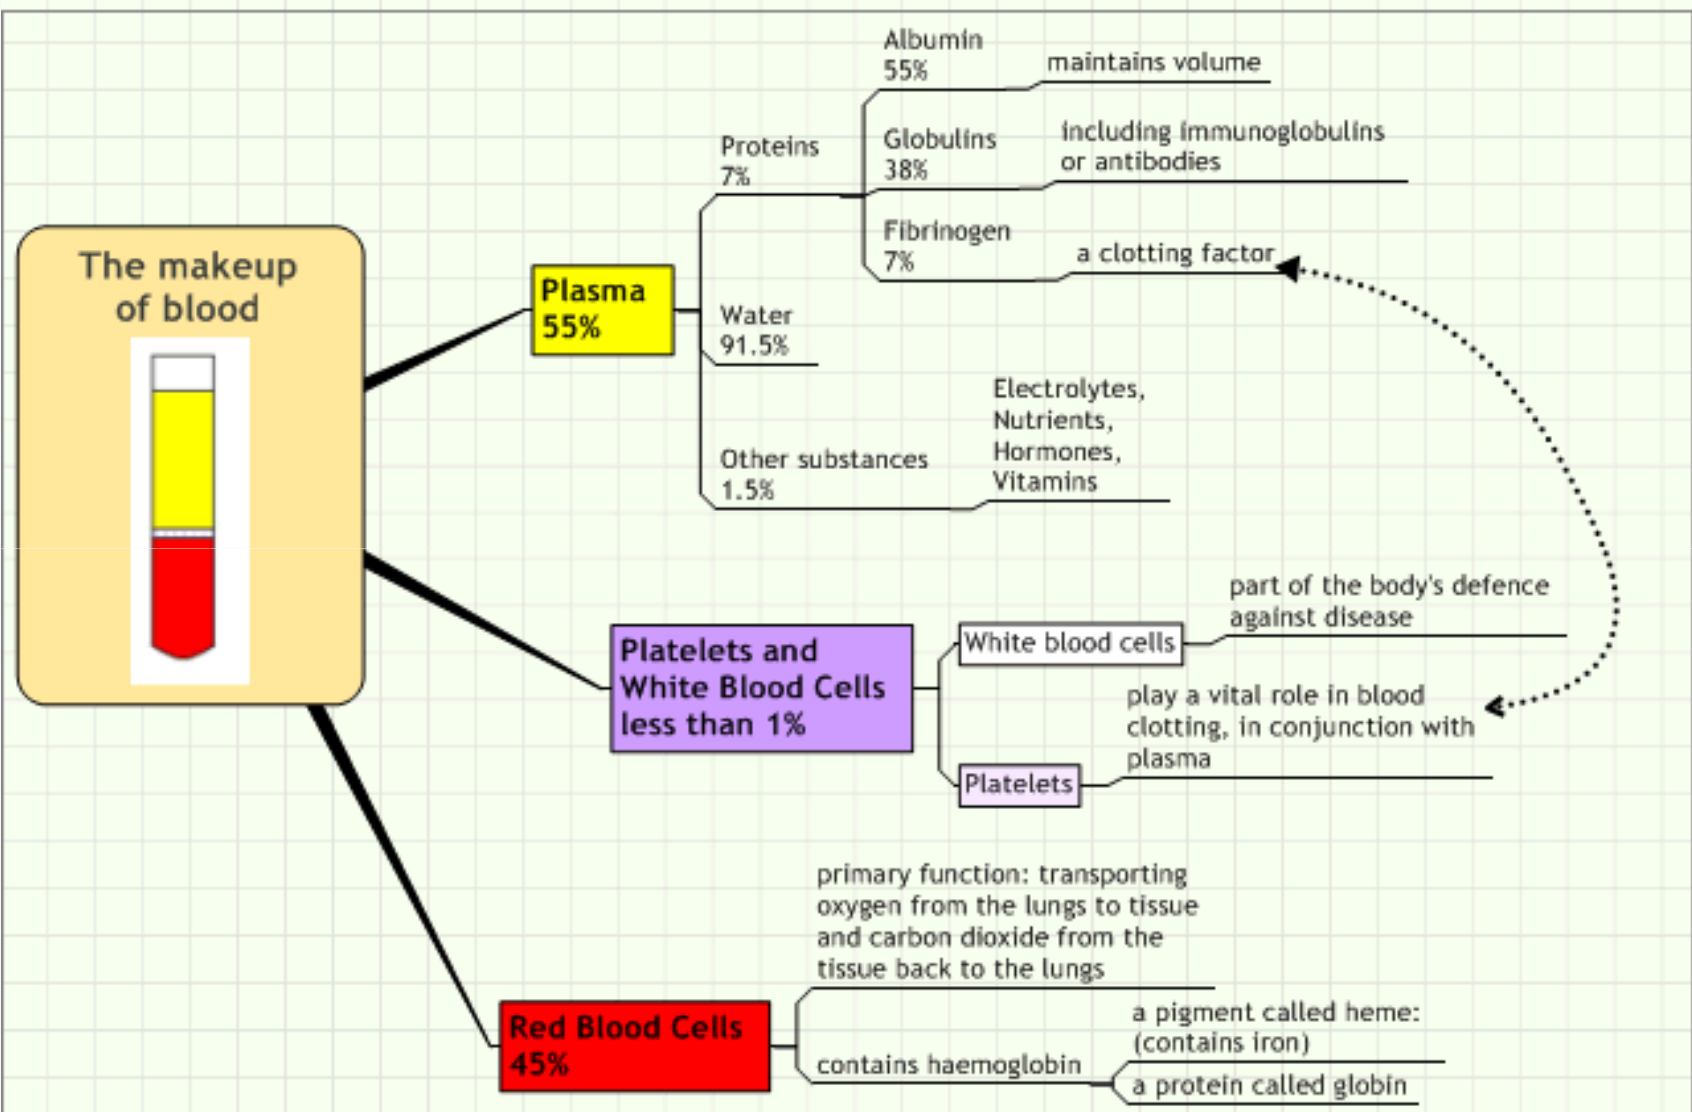 The makeup
of blood
Plasma
55%
Proteins
7%
Albumin
55%
maintains volume
Globulins
38%
including immunoglobulins
or antibodies
Fibrinogen
7%
a clotting factor
Water
91.5%
Other substances
1.5%
Electrolytes,
Nutrients,
Hormones,
Vitamins
Platelets and
White Blood Cells
less than 1%
White blood cells
part of the body's defence
against disease
Platelets
play a vital role in blood
clotting, in conjunction with
plasma
Red Blood Cells
45%
primary function: transporting
oxygen from the lungs to tissue
and carbon dioxide from the
tissue back to the lungs
contains haemoglobin
a pigment called heme:
(contains iron)
a protein called globin